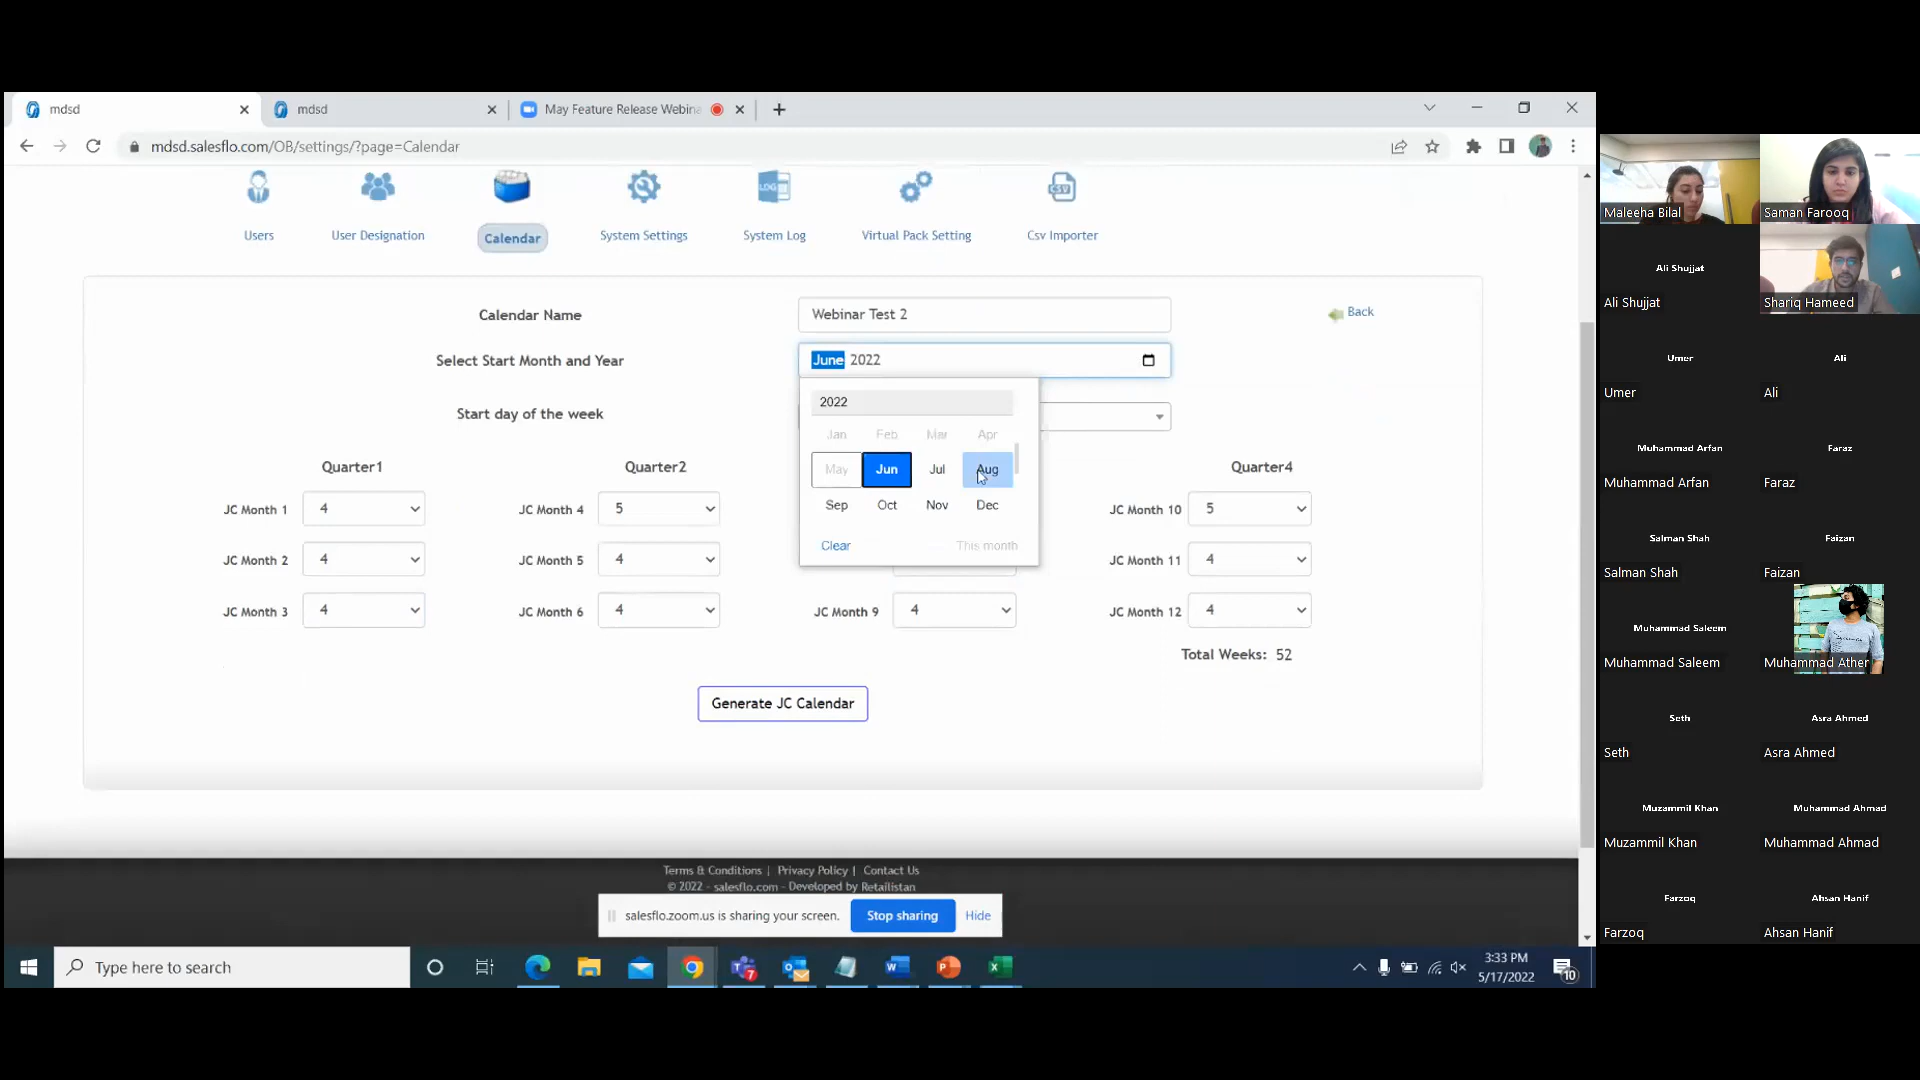 mdsd
mdsd
May Feature Release Webina
mdsd.salesflo.com/OB/settings/?page=Calendar
LOG
CSV
Users
User Designation
Calendar
System Settings
System Log
Virtual Pack Setting
Csv Importer
Calendar Name
Webinar Test 2
Back
Select Start Month and Year
June 2022
Start day of the week
2022
Jan Feb Mar Apr
May Jun Jul Aug
Sep Oct Nov Dec
Clear This month
Quarter1 Quarter2 Quarter4
JC Month 1 4 JC Month 4 5 JC Month 10 5
JC Month 2 4 JC Month 5 4 JC Month 11 4
JC Month 3 4 JC Month 6 4 JC Month 9 4 JC Month 12 4
Total Weeks: 52
Generate JC Calendar
Terms & Conditions | Privacy Policy | Contact Us
© 2022 - salesflo.com - Developed by Retailistan
salesflo.zoom.us is sharing your screen. Stop sharing Hide
Type here to search
7
3:33 PM
5/17/2022
10
Maleeha Bilal
Saman Farooq
Ali Shujjat
Ali Shujjat
Shariq Hameed
Umer
Ali
Umer
Ali
Muhammad Arfan
Faraz
Muhammad Arfan
Faraz
Salman Shah
Faizan
Salman Shah
Faizan
Muhammad Saleem
Muhammad Saleem
Muhammad Ather
Seth
Asra Ahmed
Seth
Asra Ahmed
Muzammil Khan
Muhammad Ahmad
Muzammil Khan
Muhammad Ahmad
Farzoq
Ahsan Hanif
Farzoq
Ahsan Hanif